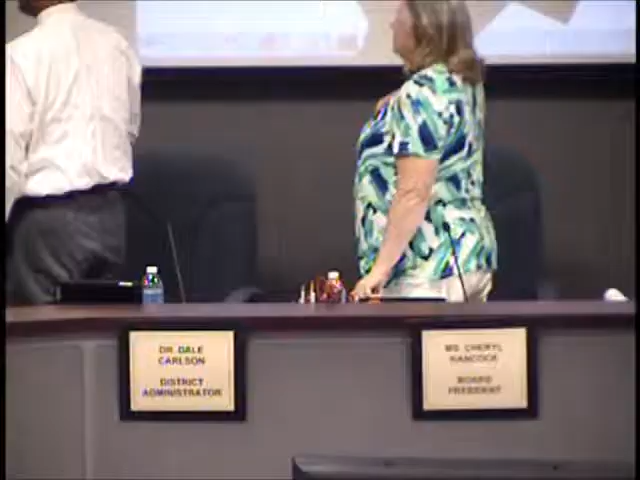 DR. DALE
CARLSON
DISTRICT
ADMINISTRATOR
MS. CHERYL
HANCOCK
BOARD
PRESIDENT